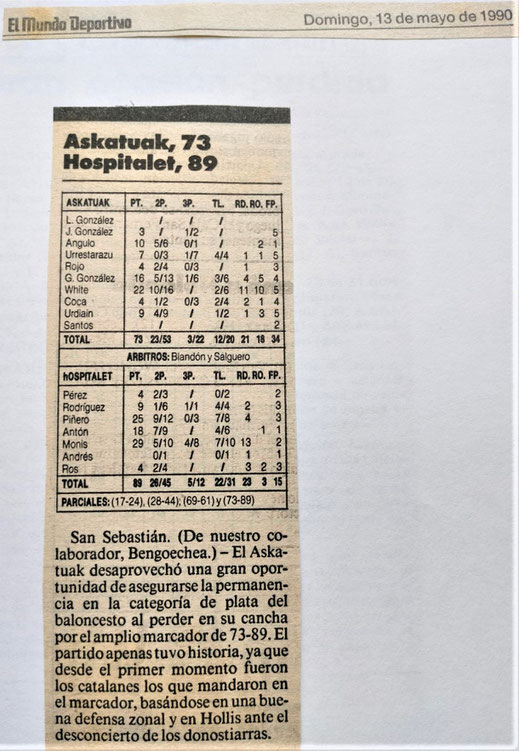 El Mundo Deportivo
Domingo, 13 de mayo de 1990
Askatuak, 73
Hospitalet, 89
ASKATUAK PT. 2P. 3P. TL. RD. RO. FP.
L. González / / /
J. González 3 / 1/2 / 5
Angulo 10 5/6 0/1 / 2 1
Urrestarazu 7 0/3 1/7 4/4 1 1 5
Rojo 4 2/4 0/3 / 1 3
G. González 16 5/13 1/6 3/6 4 5 4
White 22 10/16 / 2/6 11 10 5
Coca 4 1/2 0/3 2/4 2 1 4
Urdiain 9 4/9 / 1/2 1 3 5
Santos / / / 2
TOTAL 73 23/53 3/22 12/20 21 18 34
ARBITROS: Biandón y Salguero
hOSPITALET PT. 2P. 3P. TL. RD. RO. FP.
Pérez 4 2/3 / 0/2 2
Rodríguez 9 1/6 1/1 4/4 2 3
Piñero 25 9/12 0/3 7/8 4 3
Antón 18 7/9 / 4/6 1 1
Monis 29 5/10 4/8 7/10 13 2
Andrés 0/1 / 0/1 1 1
Ros 4 2/4 / / 3 2 3
TOTAL 89 26/45 5/12 22/31 23 3 15
PARCIALES: (17-24), (28-44); (69-61) y (73-89)
San Sebastián. (De nuestro co-
laborador, Bengoechea.) – El Aska-
tuak desaprovechó una gran opor-
tunidad de asegurarse la permanen-
cia en la categoría de plata del
baloncesto al perder en su cancha
por el amplio marcador de 73-89. El
partido apenas tuvo historia, ya que
desde el primer momento fueron
los catalanes los que mandaron en
el marcador, basándose en una bue-
na defensa zonal y en Hollis ante el
desconcierto de los donostiarras.